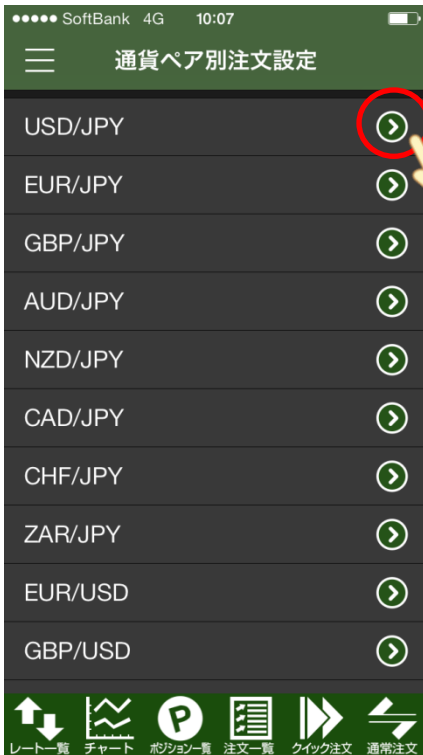 SoftBank 4G 10:07
通貨ペア別注文設定
USD/JPY
EUR/JPY
GBP/JPY
AUD/JPY
NZD/JPY
CAD/JPY
CHF/JPY
ZAR/JPY
EUR/USD
GBP/USD
P
レート一覧 チャート ポジション一覧 注文一覧 クイック注文 通常注文